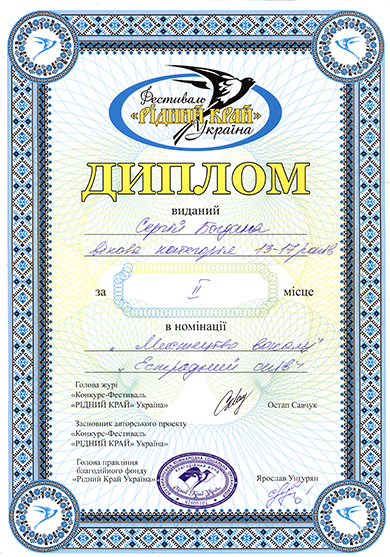 Фестиваль
«РІДНИЙ КРАЙ»
Україна
ДИПЛОМ
виданий
Сергій Богдана
вікова категорія 13-17 років
за II місце
в номінації
„Мистецтво вокалу"
„Естрадний спів"
Голова журі
«Конкурс-Фестиваль
«РІДНИЙ КРАЙ» Україна»
Остап Савчук
Засновник авторського проекту
«Конкурс-Фестиваль
«РІДНИЙ КРАЙ» Україна»
Голова правління
благодійного фонду
«Рідний Край Україна»
Ярослав Унгурян